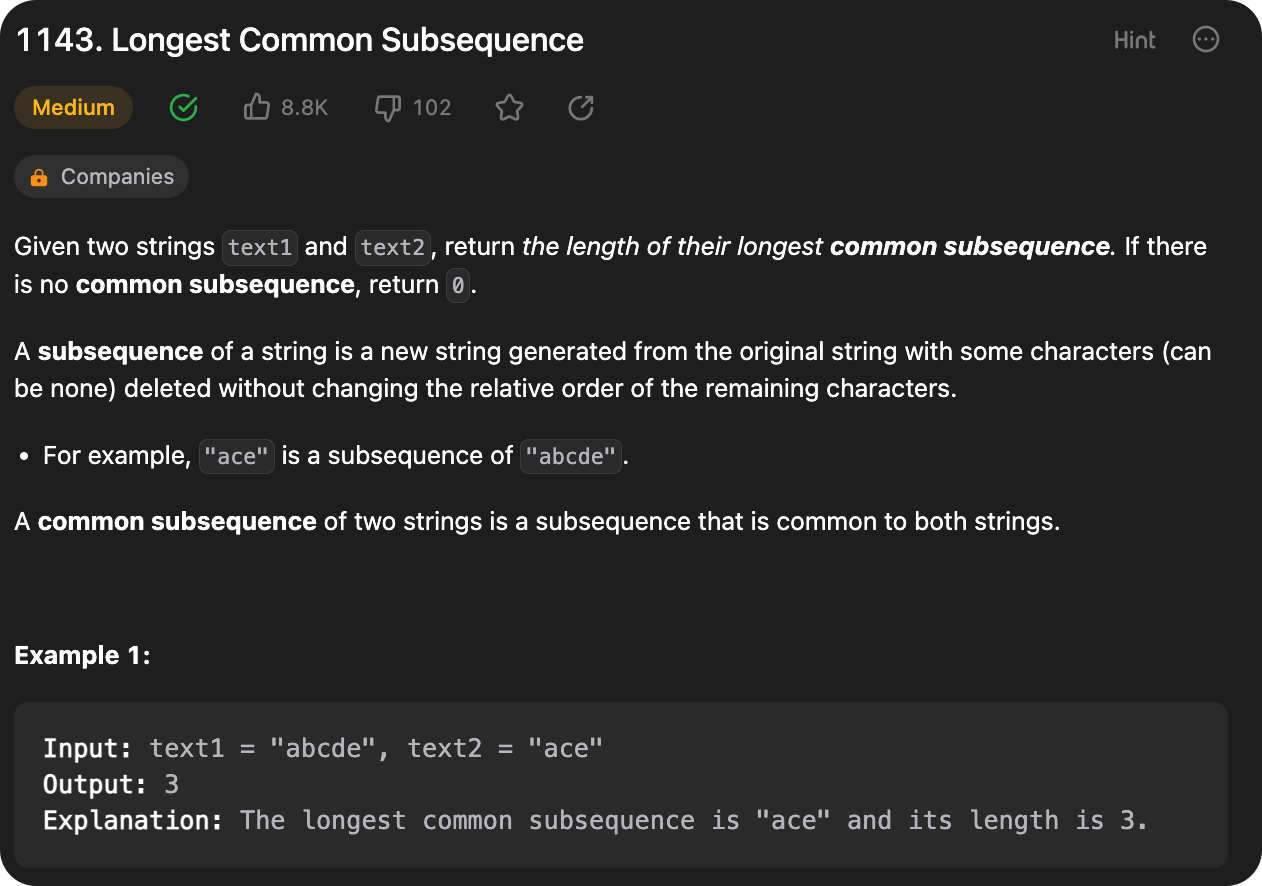 1143. Longest Common Subsequence
Hint
Medium
8.8K
102
Companies
Given two strings text1 and text2, return the length of their longest common subsequence. If there
is no common subsequence, return 0.
A subsequence of a string is a new string generated from the original string with some characters (can
be none) deleted without changing the relative order of the remaining characters.
• For example, "ace" is a subsequence of "abcde".
A common subsequence of two strings is a subsequence that is common to both strings.
Example 1:
Input: text1 = "abcde", text2 = "ace"
Output: 3
Explanation: The longest common subsequence is "ace" and its length is 3.